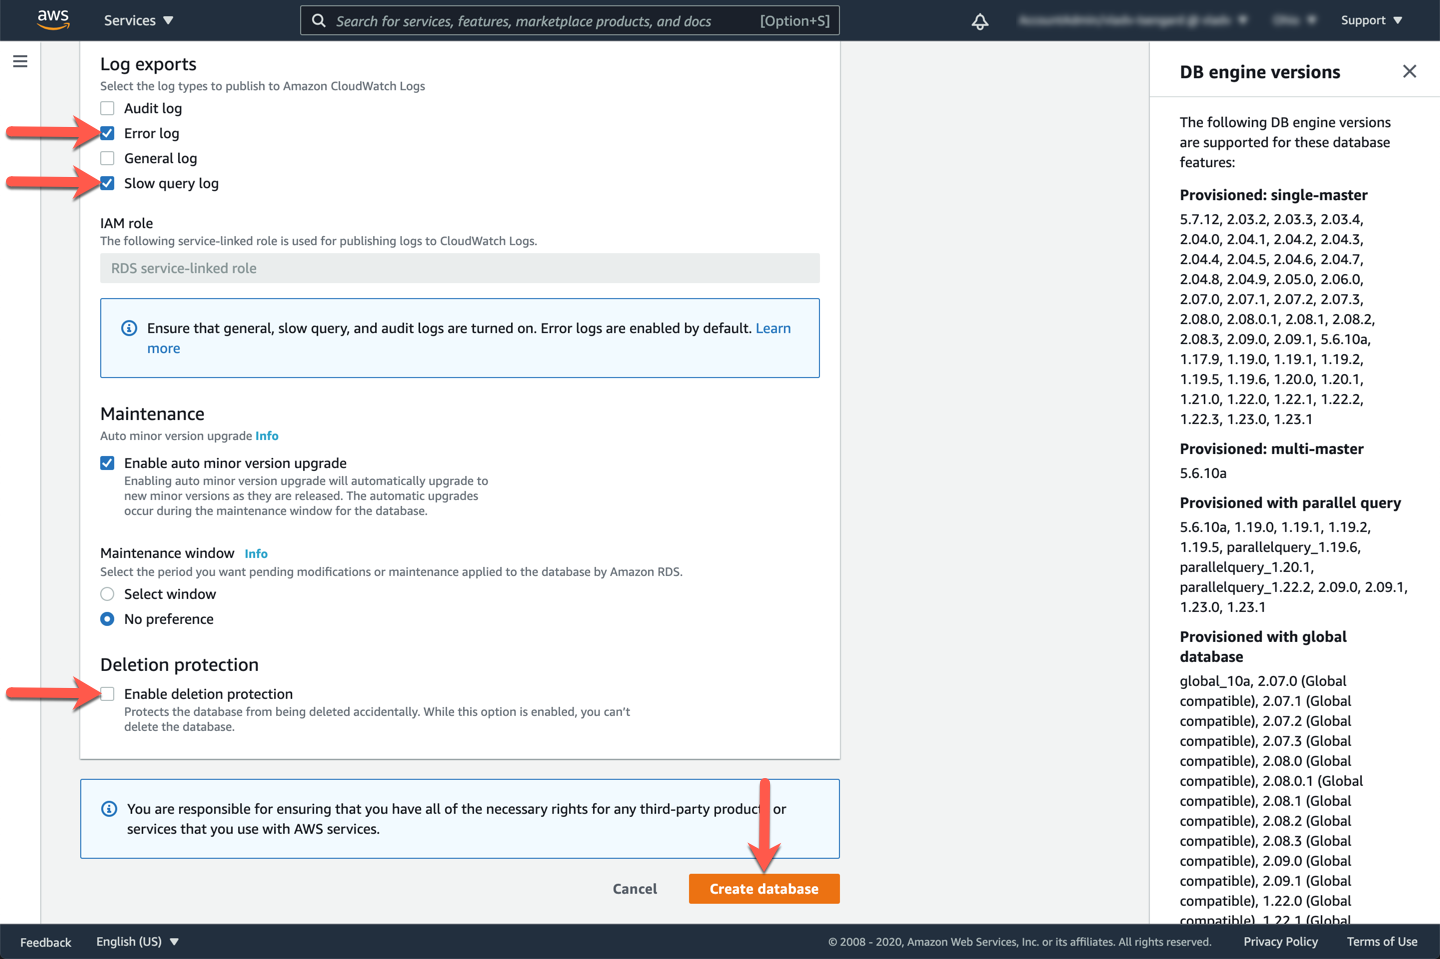 aws
Services
Search for services, features, marketplace products, and docs
[Option+S]
Support
Log exports
Select the log types to publish to Amazon CloudWatch Logs
Audit log
Error log
General log
Slow query log
IAM role
The following service-linked role is used for publishing logs to CloudWatch Logs.
RDS service-linked role
Ensure that general, slow query, and audit logs are turned on. Error logs are enabled by default. Learn
more
Maintenance
Auto minor version upgrade Info
Enable auto minor version upgrade
Enabling auto minor version upgrade will automatically upgrade to
new minor versions as they are released. The automatic upgrades
occur during the maintenance window for the database.
Maintenance window Info
Select the period you want pending modifications or maintenance applied to the database by Amazon RDS.
Select window
No preference
Deletion protection
Enable deletion protection
Protects the database from being deleted accidentally. While this option is enabled, you can't
delete the database.
You are responsible for ensuring that you have all of the necessary rights for any third-party product or
services that you use with AWS services.
Cancel
Create database
DB engine versions
The following DB engine versions
are supported for these database
features:
Provisioned: single-master
5.7.12, 2.03.2, 2.03.3, 2.03.4,
2.04.0, 2.04.1, 2.04.2, 2.04.3,
2.04.4, 2.04.5, 2.04.6, 2.04.7,
2.04.8, 2.04.9, 2.05.0, 2.06.0,
2.07.0, 2.07.1, 2.07.2, 2.07.3,
2.08.0, 2.08.0.1, 2.08.1, 2.08.2,
2.08.3, 2.09.0, 2.09.1, 5.6.10a,
1.17.9, 1.19.0, 1.19.1, 1.19.2,
1.19.5, 1.19.6, 1.20.0, 1.20.1,
1.21.0, 1.22.0, 1.22.1, 1.22.2,
1.22.3, 1.23.0, 1.23.1
Provisioned: multi-master
5.6.10a
Provisioned with parallel query
5.6.10a, 1.19.0, 1.19.1, 1.19.2,
1.19.5, parallelquery_1.19.6,
parallelquery_1.20.1,
parallelquery_1.22.2, 2.09.0, 2.09.1,
1.23.0, 1.23.1
Provisioned with global
database
global_10a, 2.07.0 (Global
compatible), 2.07.1 (Global
compatible), 2.07.2 (Global
compatible), 2.07.3 (Global
compatible), 2.08.0 (Global
compatible), 2.08.0.1 (Global
compatible), 2.08.1 (Global
compatible), 2.08.2 (Global
compatible), 2.08.3 (Global
compatible), 2.09.0 (Global
compatible), 2.09.1 (Global
compatible), 1.22.0 (Global
compatible), 1.22.1 (Global
Feedback
English (US)
© 2008 - 2020, Amazon Web Services, Inc. or its affiliates. All rights reserved.
Privacy Policy
Terms of Use